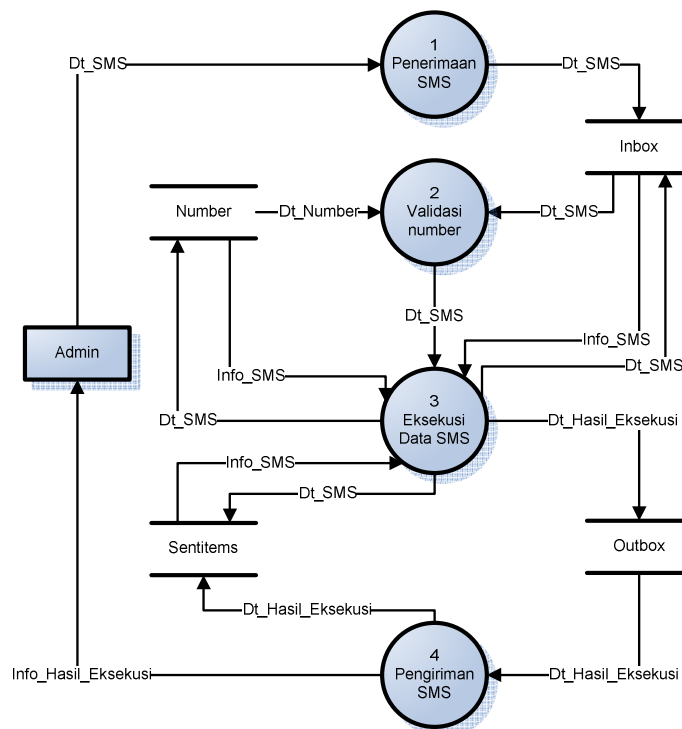 1
Penerimaan
SMS
Dt_SMS
Dt_SMS
Inbox
Number
Dt_Number
2
Validasi
number
Dt_SMS
Dt_SMS
Admin
Info_SMS
Info_SMS
Dt_SMS
3
Eksekusi
Data SMS
Dt_SMS
Dt_Hasil_Eksekusi
Info_SMS
Dt_SMS
Sentitems
Outbox
Dt_Hasil_Eksekusi
4
Pengiriman
SMS
Info_Hasil_Eksekusi
Dt_Hasil_Eksekusi